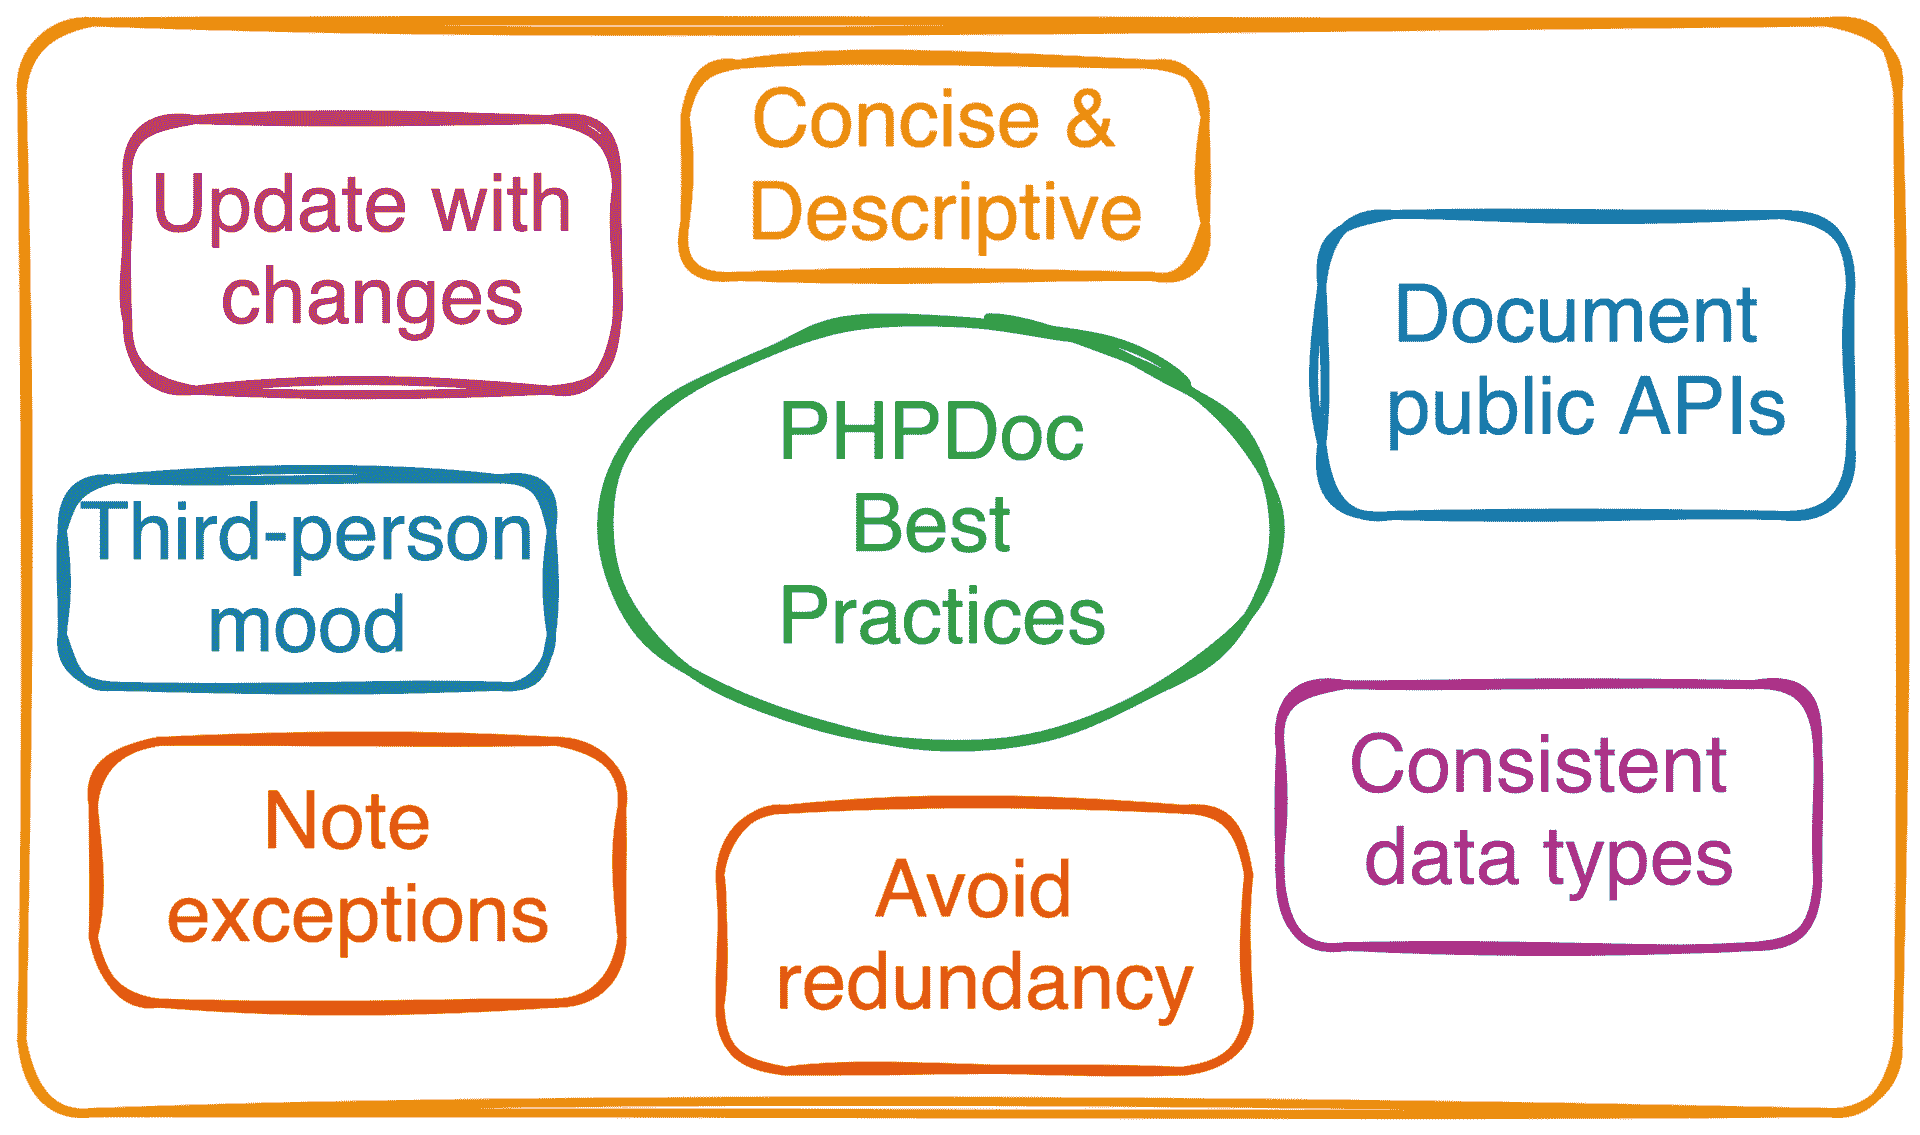 Concise &
Descriptive
Update with
changes
Document
public APIs
PHPDoc
Best
Practices
Third-person
mood
Consistent
data types
Note
exceptions
Avoid
redundancy